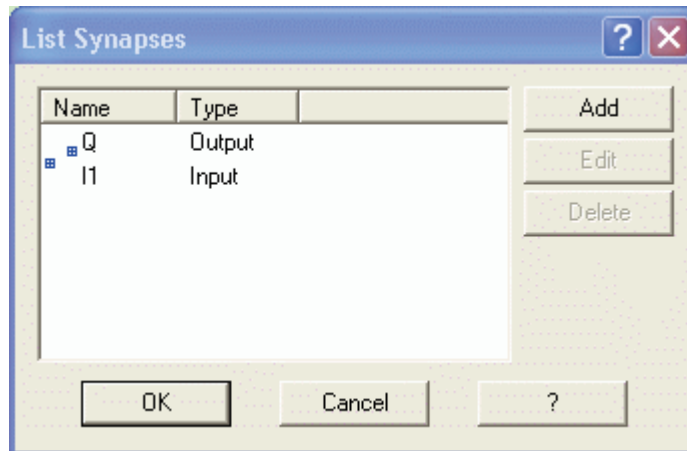 List Synapses ?
Name Type Add
Q Output Edit
I1 Input Delete
OK Cancel ?